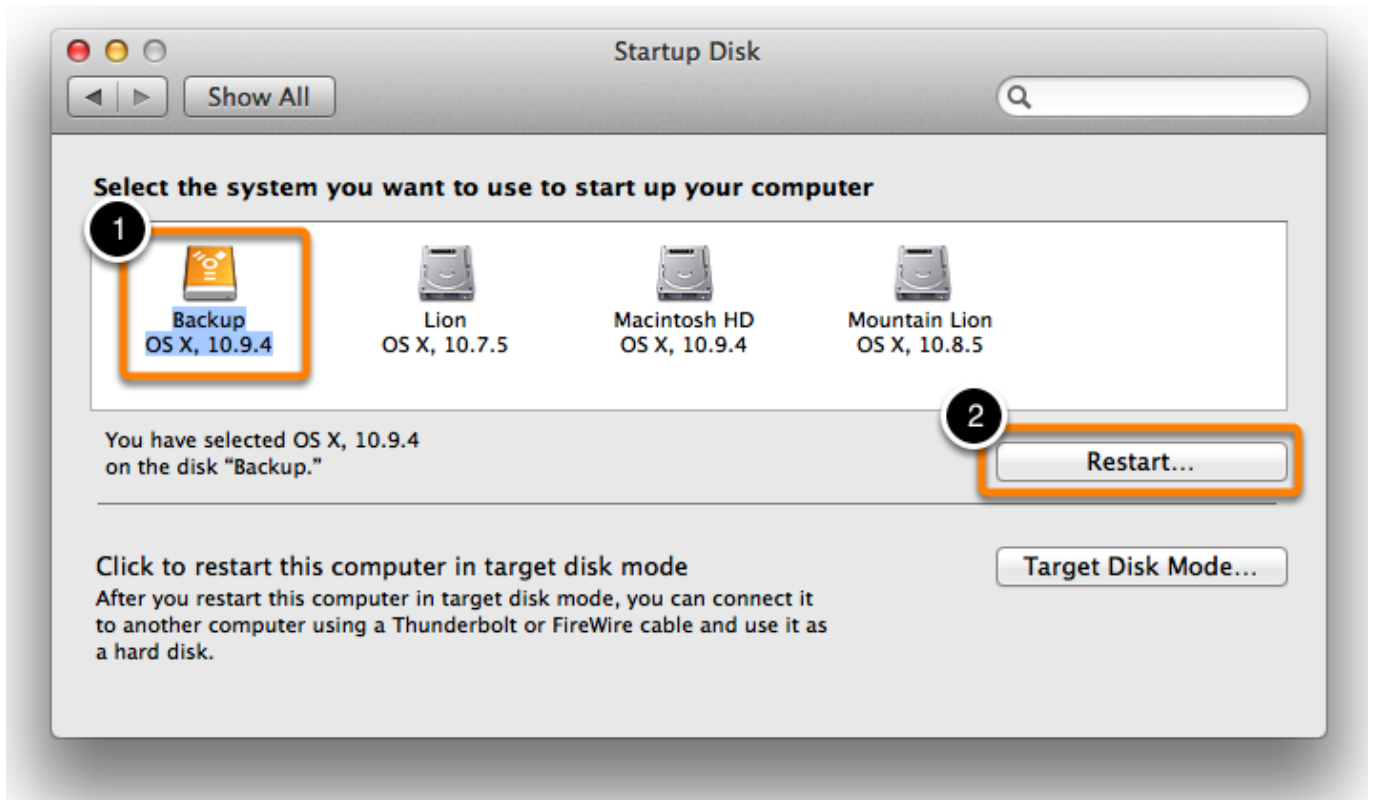 Startup Disk
Show All
Select the system you want to use to start up your computer
1
Backup
OS X, 10.9.4
Lion
OS X, 10.7.5
Macintosh HD
OS X, 10.9.4
Mountain Lion
OS X, 10.8.5
You have selected OS X, 10.9.4
on the disk “Backup.”
2
Restart...
Click to restart this computer in target disk mode
After you restart this computer in target disk mode, you can connect it
to another computer using a Thunderbolt or FireWire cable and use it as
a hard disk.
Target Disk Mode...